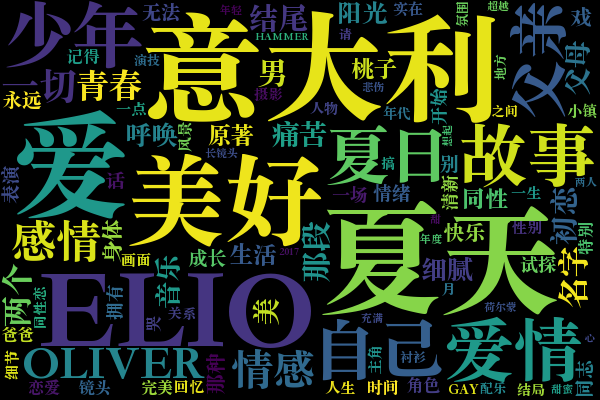 少年
无法
结尾
HAMMER
阳光
实在
氛围
年轻
超越
戏
记得
演技
意大利
请
父亲
父母
一切
青春
男
摄影
桃子
悲伤
地方
永远
一点
人物
年代
开始
之间
小镇
爱
呼唤
风景
原著
痛苦
长镜头
夏日
搞
别
想起
故事
表演
话
美好
一场
情绪
清新
同性
一生
两人
初恋
感情
身体
画面
成长
生活
那段
夏天
甜
快乐
性别
特别
年度
2017
两个
ELIO
音乐
拥有
哭
关系
美
细腻
月
试探
名字
荷尔蒙
同性恋
爸爸
细节
OLIVER
那种
情感
充满
自己
主角
衬衫
爱情
心
恋爱
镜头
完美
回忆
人生
时间
角色
GAY
配乐
结局
甜蜜
同志